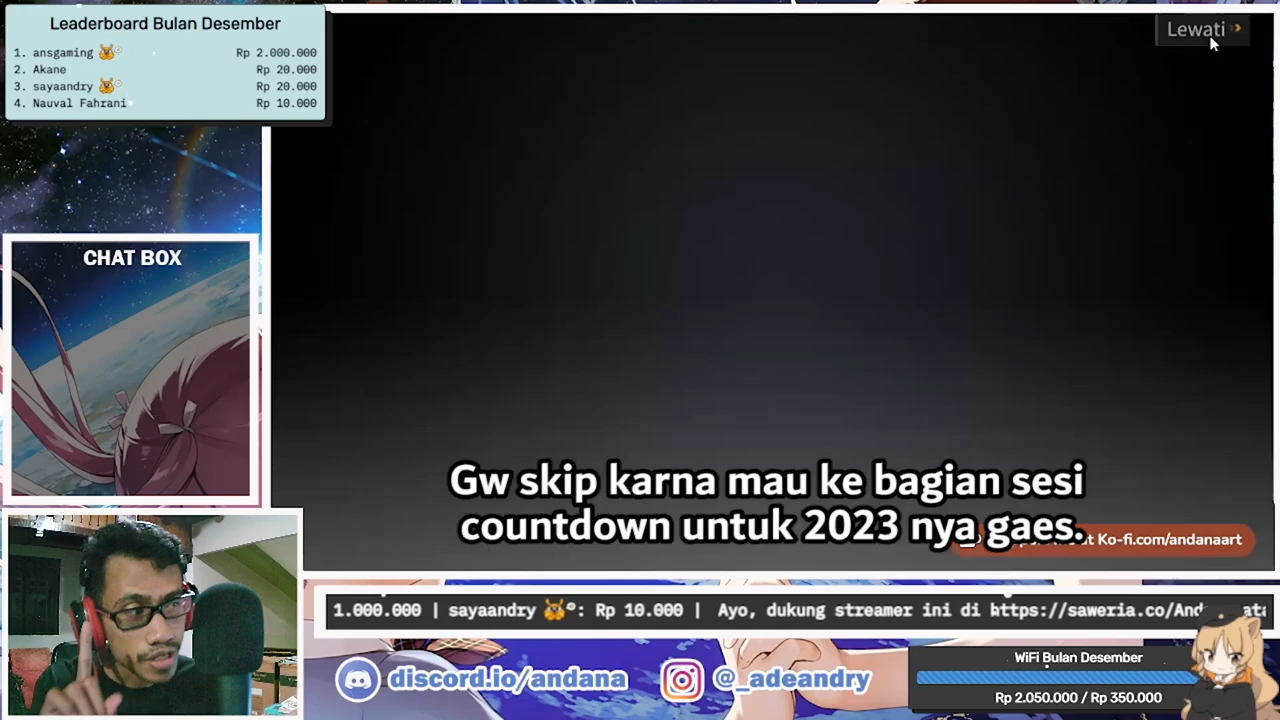 Leaderboard Bulan Desember
1. ansgaming Rp 2.000.000
2. Akane Rp 20.000
3. sayaandry Rp 20.000
4. Nauval Fahrani Rp 10.000
Lewati
CHAT BOX
Gw skip karna mau ke bagian sesi
countdown untuk 2023 nya gaes.
at Ko-fi.com/andanaart
1.000.000 | sayaandry : Rp 10.000 | Ayo, dukung streamer ini di https://saweria.co/And
discord.io/andana
@_adeandry
WiFi Bulan Desember
Rp 2.050.000 / Rp 350.000